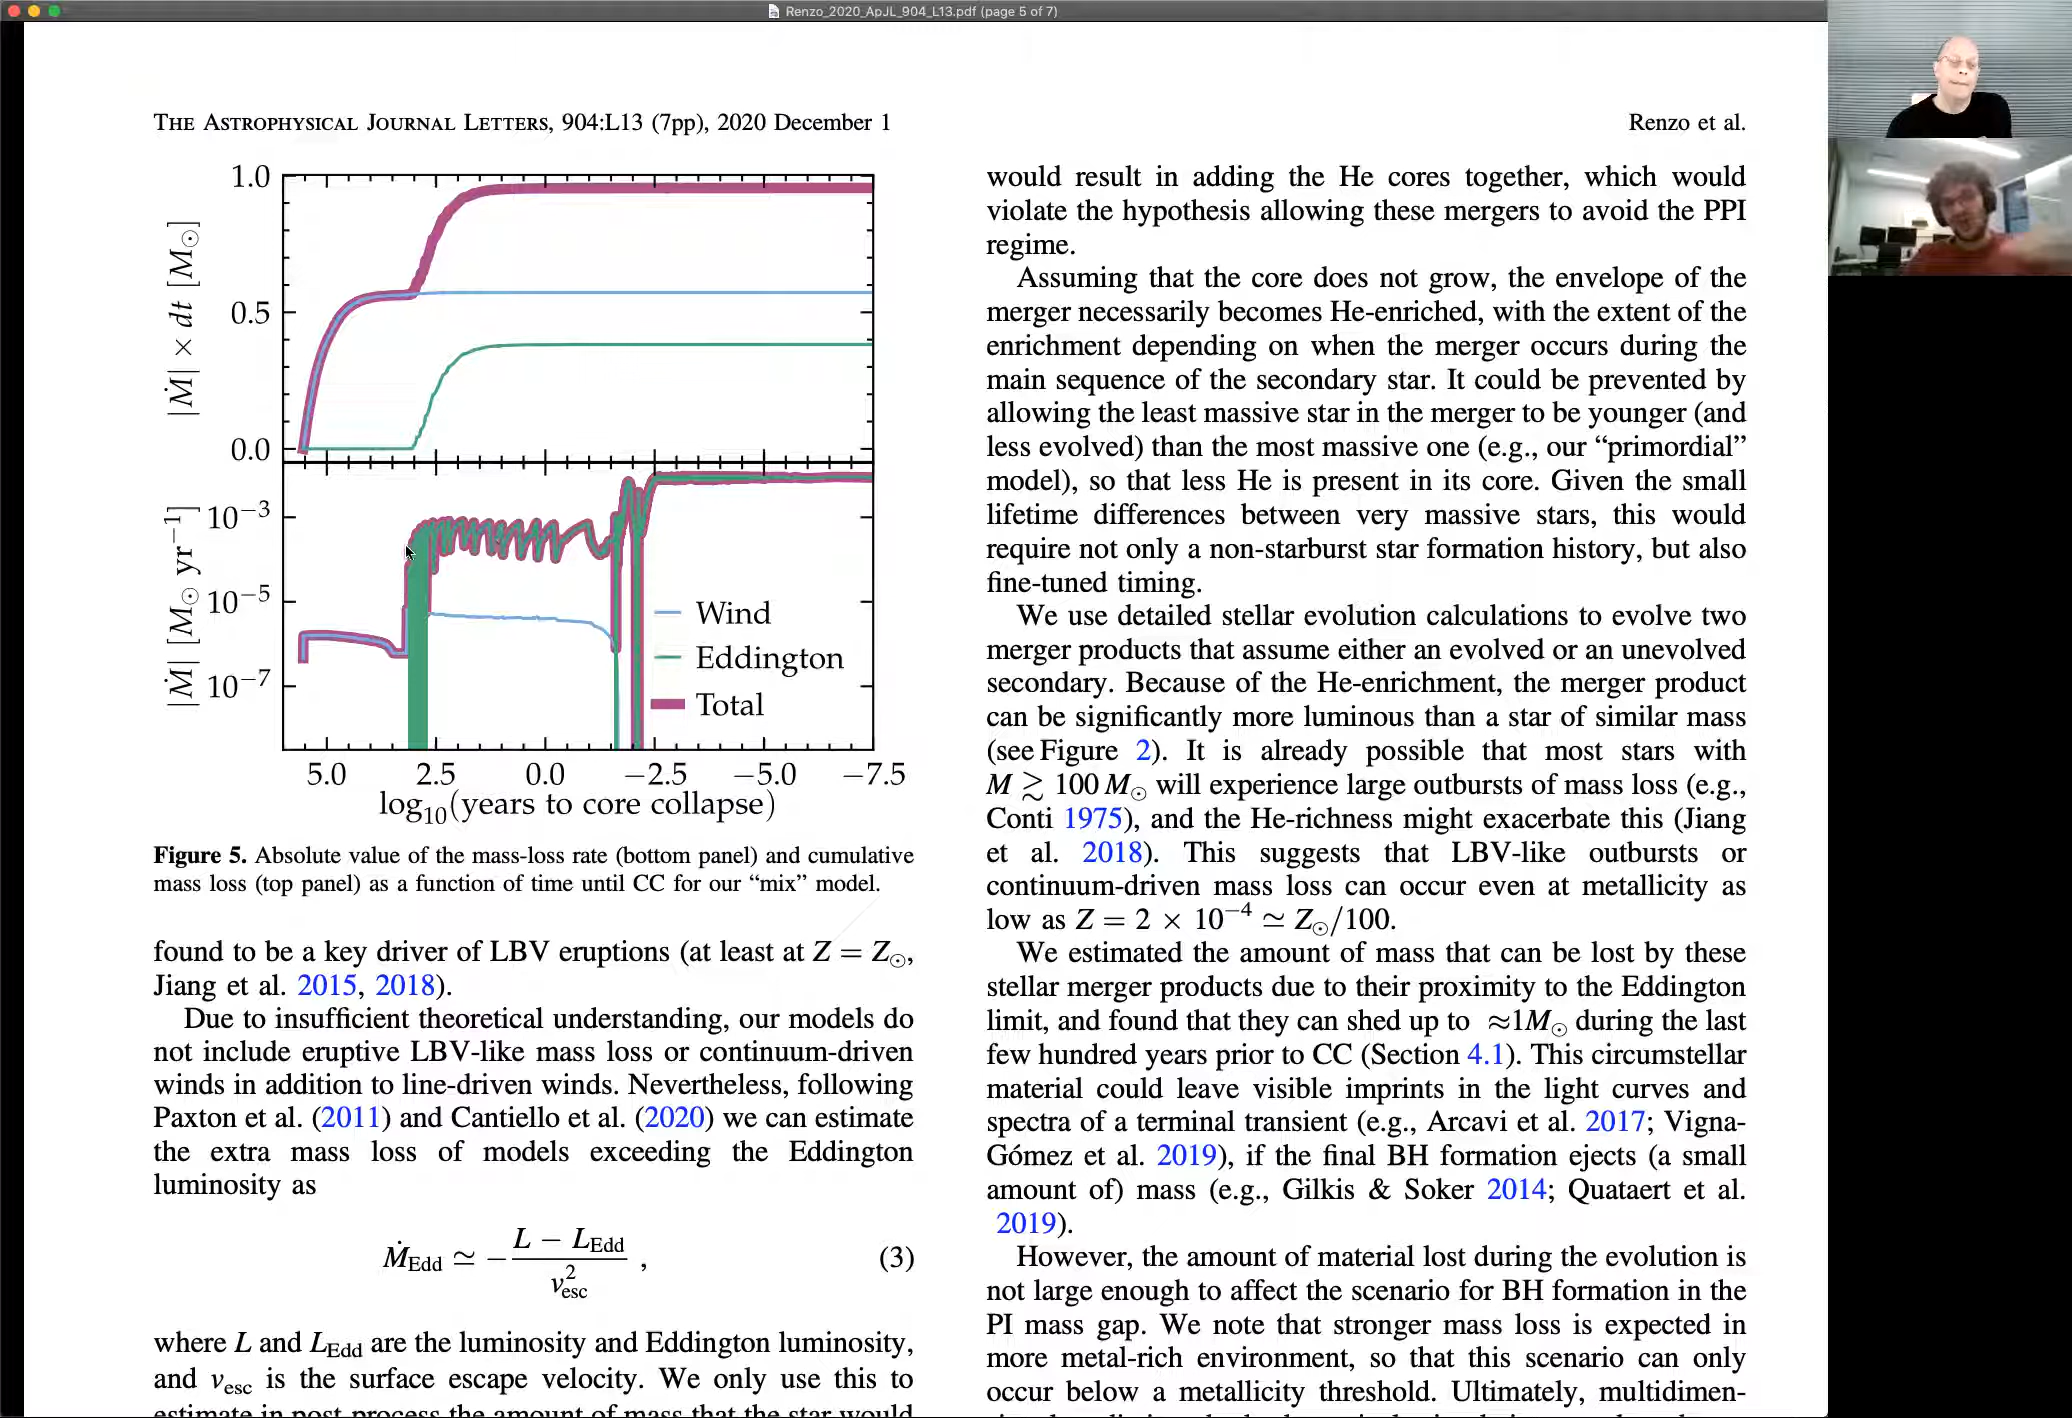 Renzo_2020_ApJL_904_L13.pdf (page 5 of 7)
THE ASTROPHYSICAL JOURNAL LETTERS, 904:L13 (7pp), 2020 December 1
Renzo et al.
1.0
0.5
0.0
|Ṁ| × dt [M⊙]
10−3
10−5
10−7
|Ṁ| [M⊙ yr−1]
Wind
Eddington
Total
5.0 2.5 0.0 −2.5 −5.0 −7.5
log10(years to core collapse)
Figure 5. Absolute value of the mass-loss rate (bottom panel) and cumulative
mass loss (top panel) as a function of time until CC for our “mix” model.
found to be a key driver of LBV eruptions (at least at Z = Z⊙,
Jiang et al. 2015, 2018).
Due to insufficient theoretical understanding, our models do
not include eruptive LBV-like mass loss or continuum-driven
winds in addition to line-driven winds. Nevertheless, following
Paxton et al. (2011) and Cantiello et al. (2020) we can estimate
the extra mass loss of models exceeding the Eddington
luminosity as
ṀEdd ≃ − (L − LEdd) / v²esc , (3)
where L and LEdd are the luminosity and Eddington luminosity,
and vesc is the surface escape velocity. We only use this to
estimate in post-process the amount of mass that the star would
would result in adding the He cores together, which would
violate the hypothesis allowing these mergers to avoid the PPI
regime.
Assuming that the core does not grow, the envelope of the
merger necessarily becomes He-enriched, with the extent of the
enrichment depending on when the merger occurs during the
main sequence of the secondary star. It could be prevented by
allowing the least massive star in the merger to be younger (and
less evolved) than the most massive one (e.g., our “primordial”
model), so that less He is present in its core. Given the small
lifetime differences between very massive stars, this would
require not only a non-starburst star formation history, but also
fine-tuned timing.
We use detailed stellar evolution calculations to evolve two
merger products that assume either an evolved or an unevolved
secondary. Because of the He-enrichment, the merger product
can be significantly more luminous than a star of similar mass
(see Figure 2). It is already possible that most stars with
M ≳ 100 M⊙ will experience large outbursts of mass loss (e.g.,
Conti 1975), and the He-richness might exacerbate this (Jiang
et al. 2018). This suggests that LBV-like outbursts or
continuum-driven mass loss can occur even at metallicity as
low as Z = 2 × 10−4 ≃ Z⊙/100.
We estimated the amount of mass that can be lost by these
stellar merger products due to their proximity to the Eddington
limit, and found that they can shed up to ≈1M⊙ during the last
few hundred years prior to CC (Section 4.1). This circumstellar
material could leave visible imprints in the light curves and
spectra of a terminal transient (e.g., Arcavi et al. 2017; Vigna-
Gómez et al. 2019), if the final BH formation ejects (a small
amount of) mass (e.g., Gilkis & Soker 2014; Quataert et al.
2019).
However, the amount of material lost during the evolution is
not large enough to affect the scenario for BH formation in the
PI mass gap. We note that stronger mass loss is expected in
more metal-rich environment, so that this scenario can only
occur below a metallicity threshold. Ultimately, multidimen-